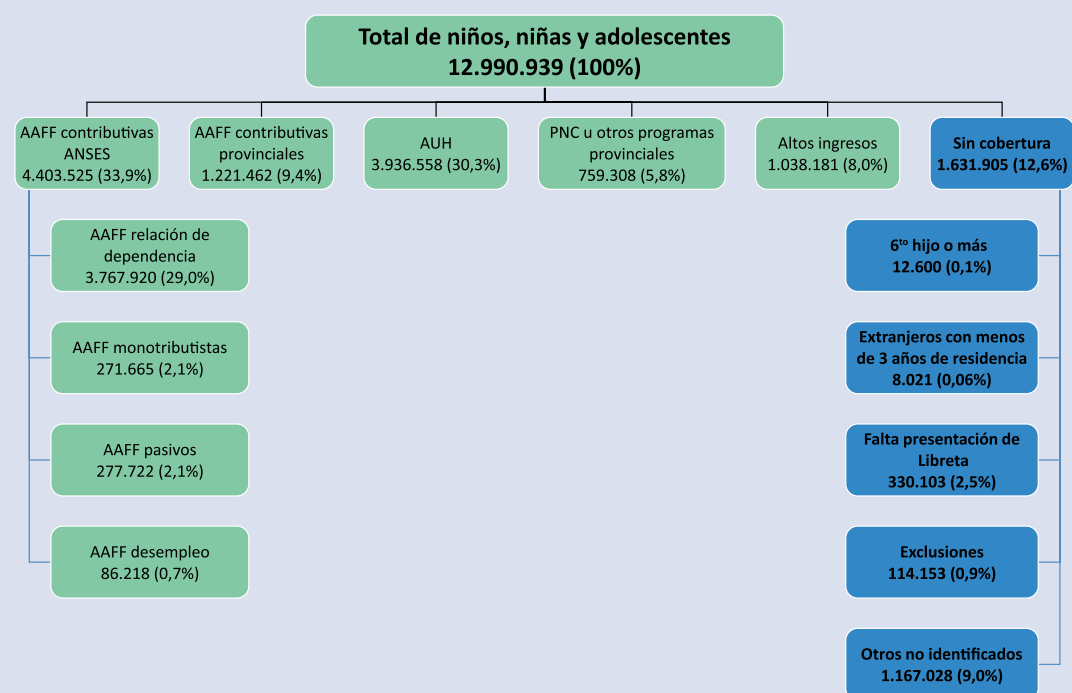 Total de niños, niñas y adolescentes
12.990.939 (100%)
AAFF contributivas
ANSES
4.403.525 (33,9%)
AAFF contributivas
provinciales
1.221.462 (9,4%)
AUH
3.936.558 (30,3%)
PNC u otros programas
provinciales
759.308 (5,8%)
Altos ingresos
1.038.181 (8,0%)
Sin cobertura
1.631.905 (12,6%)
AAFF relación de
dependencia
3.767.920 (29,0%)
AAFF monotributistas
271.665 (2,1%)
AAFF pasivos
277.722 (2,1%)
AAFF desempleo
86.218 (0,7%)
6to hijo o más
12.600 (0,1%)
Extranjeros con menos
de 3 años de residencia
8.021 (0,06%)
Falta presentación de
Libreta
330.103 (2,5%)
Exclusiones
114.153 (0,9%)
Otros no identificados
1.167.028 (9,0%)